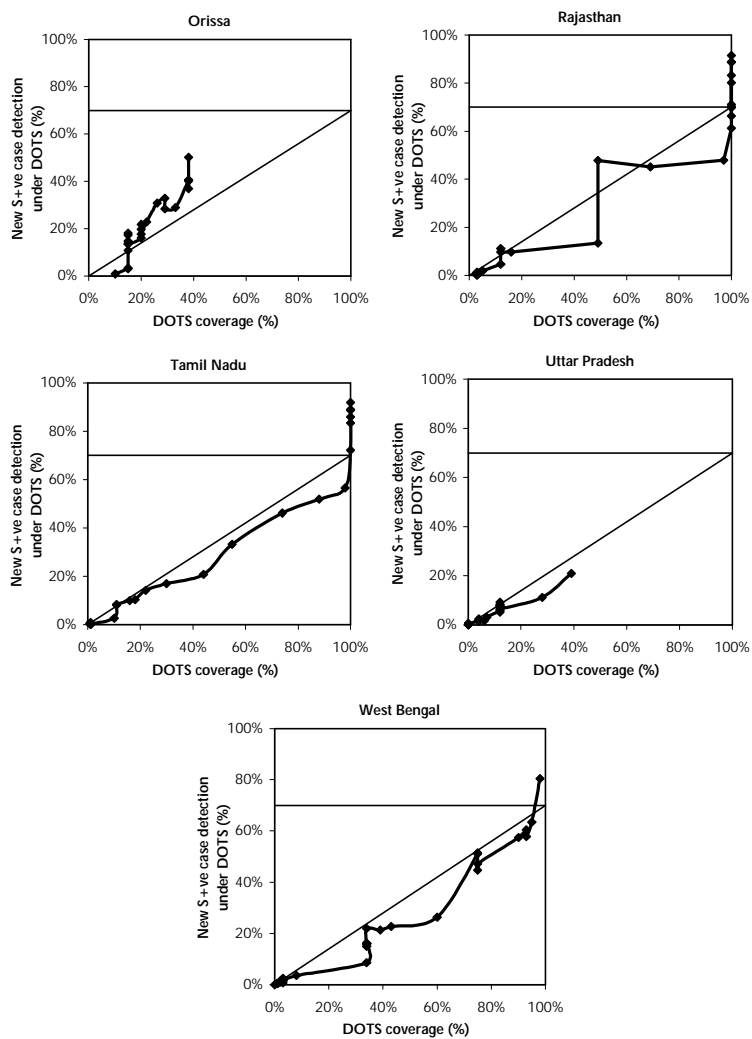 Orissa
New S+ve case detection
under DOTS (%)
100%
80%
60%
40%
20%
0%
0% 20% 40% 60% 80% 100%
DOTS coverage (%)
Rajasthan
New S+ve case detection
under DOTS (%)
100%
80%
60%
40%
20%
0%
0% 20% 40% 60% 80% 100%
DOTS coverage (%)
Tamil Nadu
New S+ve case detection
under DOTS (%)
100%
80%
60%
40%
20%
0%
0% 20% 40% 60% 80% 100%
DOTS coverage (%)
Uttar Pradesh
New S+ve case detection
under DOTS (%)
100%
80%
60%
40%
20%
0%
0% 20% 40% 60% 80% 100%
DOTS coverage (%)
West Bengal
New S+ve case detection
under DOTS (%)
100%
80%
60%
40%
20%
0%
0% 20% 40% 60% 80% 100%
DOTS coverage (%)